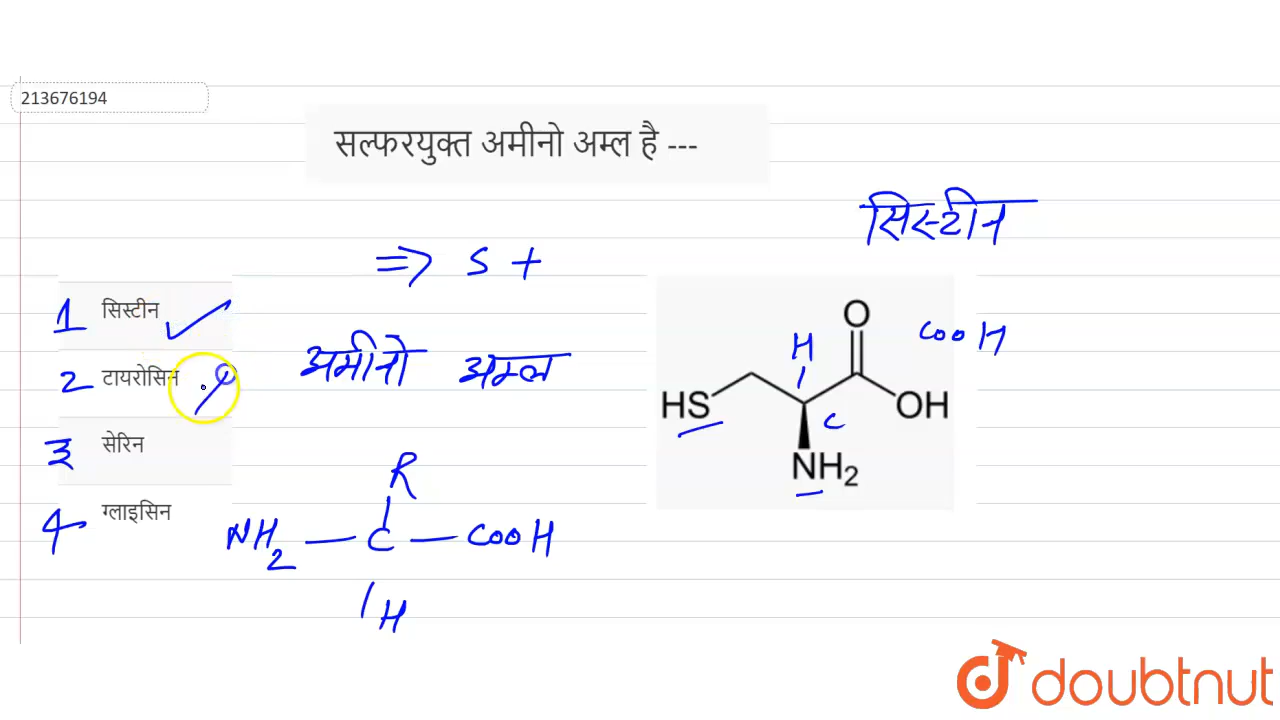 213676194
सल्फरयुक्त अमीनो अम्ल है ---
सिस्टीन
⇒ S +
1 सिस्टीन ✓
अमीनो अम्ल
2 टायरोसिन
3 सेरिन
4 ग्लाइसिन
R
NH2 — C — COOH
H
O
H
COOH
HS
OH
C
NH2
doubtnut